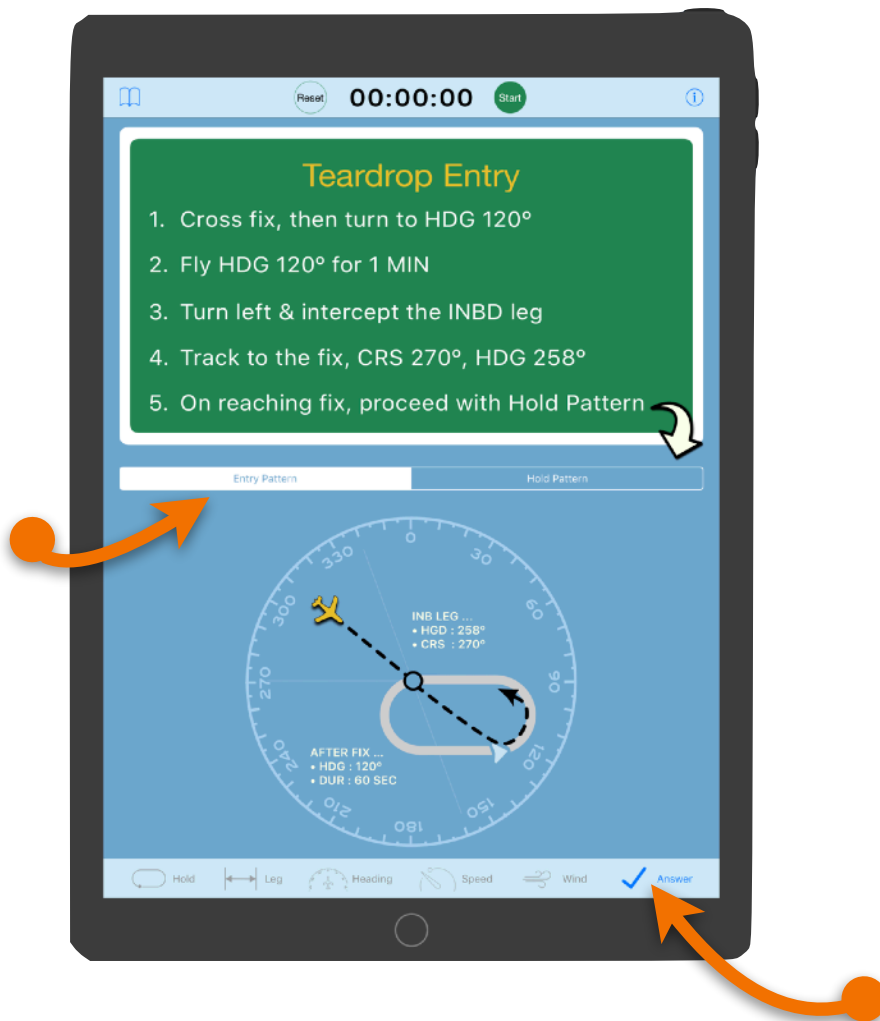 Reset 00:00:00 Start
Teardrop Entry
1. Cross fix, then turn to HDG 120º
2. Fly HDG 120º for 1 MIN
3. Turn left & intercept the INBD leg
4. Track to the fix, CRS 270º, HDG 258º
5. On reaching fix, proceed with Hold Pattern
Entry Pattern Hold Pattern
0
330 30
300 60
INB LEG ...
• HGD : 258º
• CRS : 270º
270 90
AFTER FIX ...
• HDG : 120º
• DUR : 60 SEC
240 120
210 150
180
Hold Leg Heading Speed Wind Answer